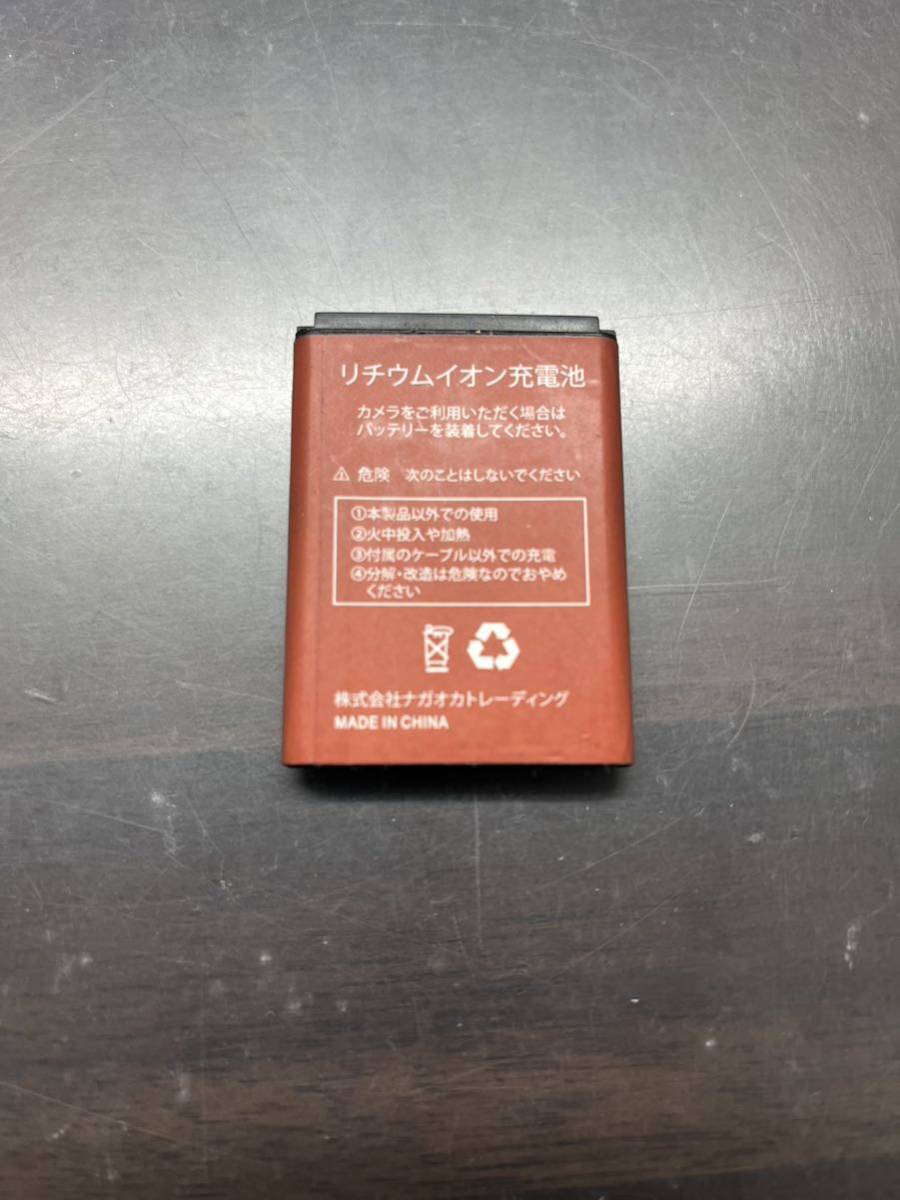 リチウムイオン充電池
カメラをご利用いただく場合は
バッテリーを装着してください。
⚠ 危険 次のことはしないでください
①本製品以外での使用
②火中投入や加熱
③付属のケーブル以外での充電
④分解・改造は危険なのでおやめ
ください
株式会社ナガオカトレーディング
MADE IN CHINA